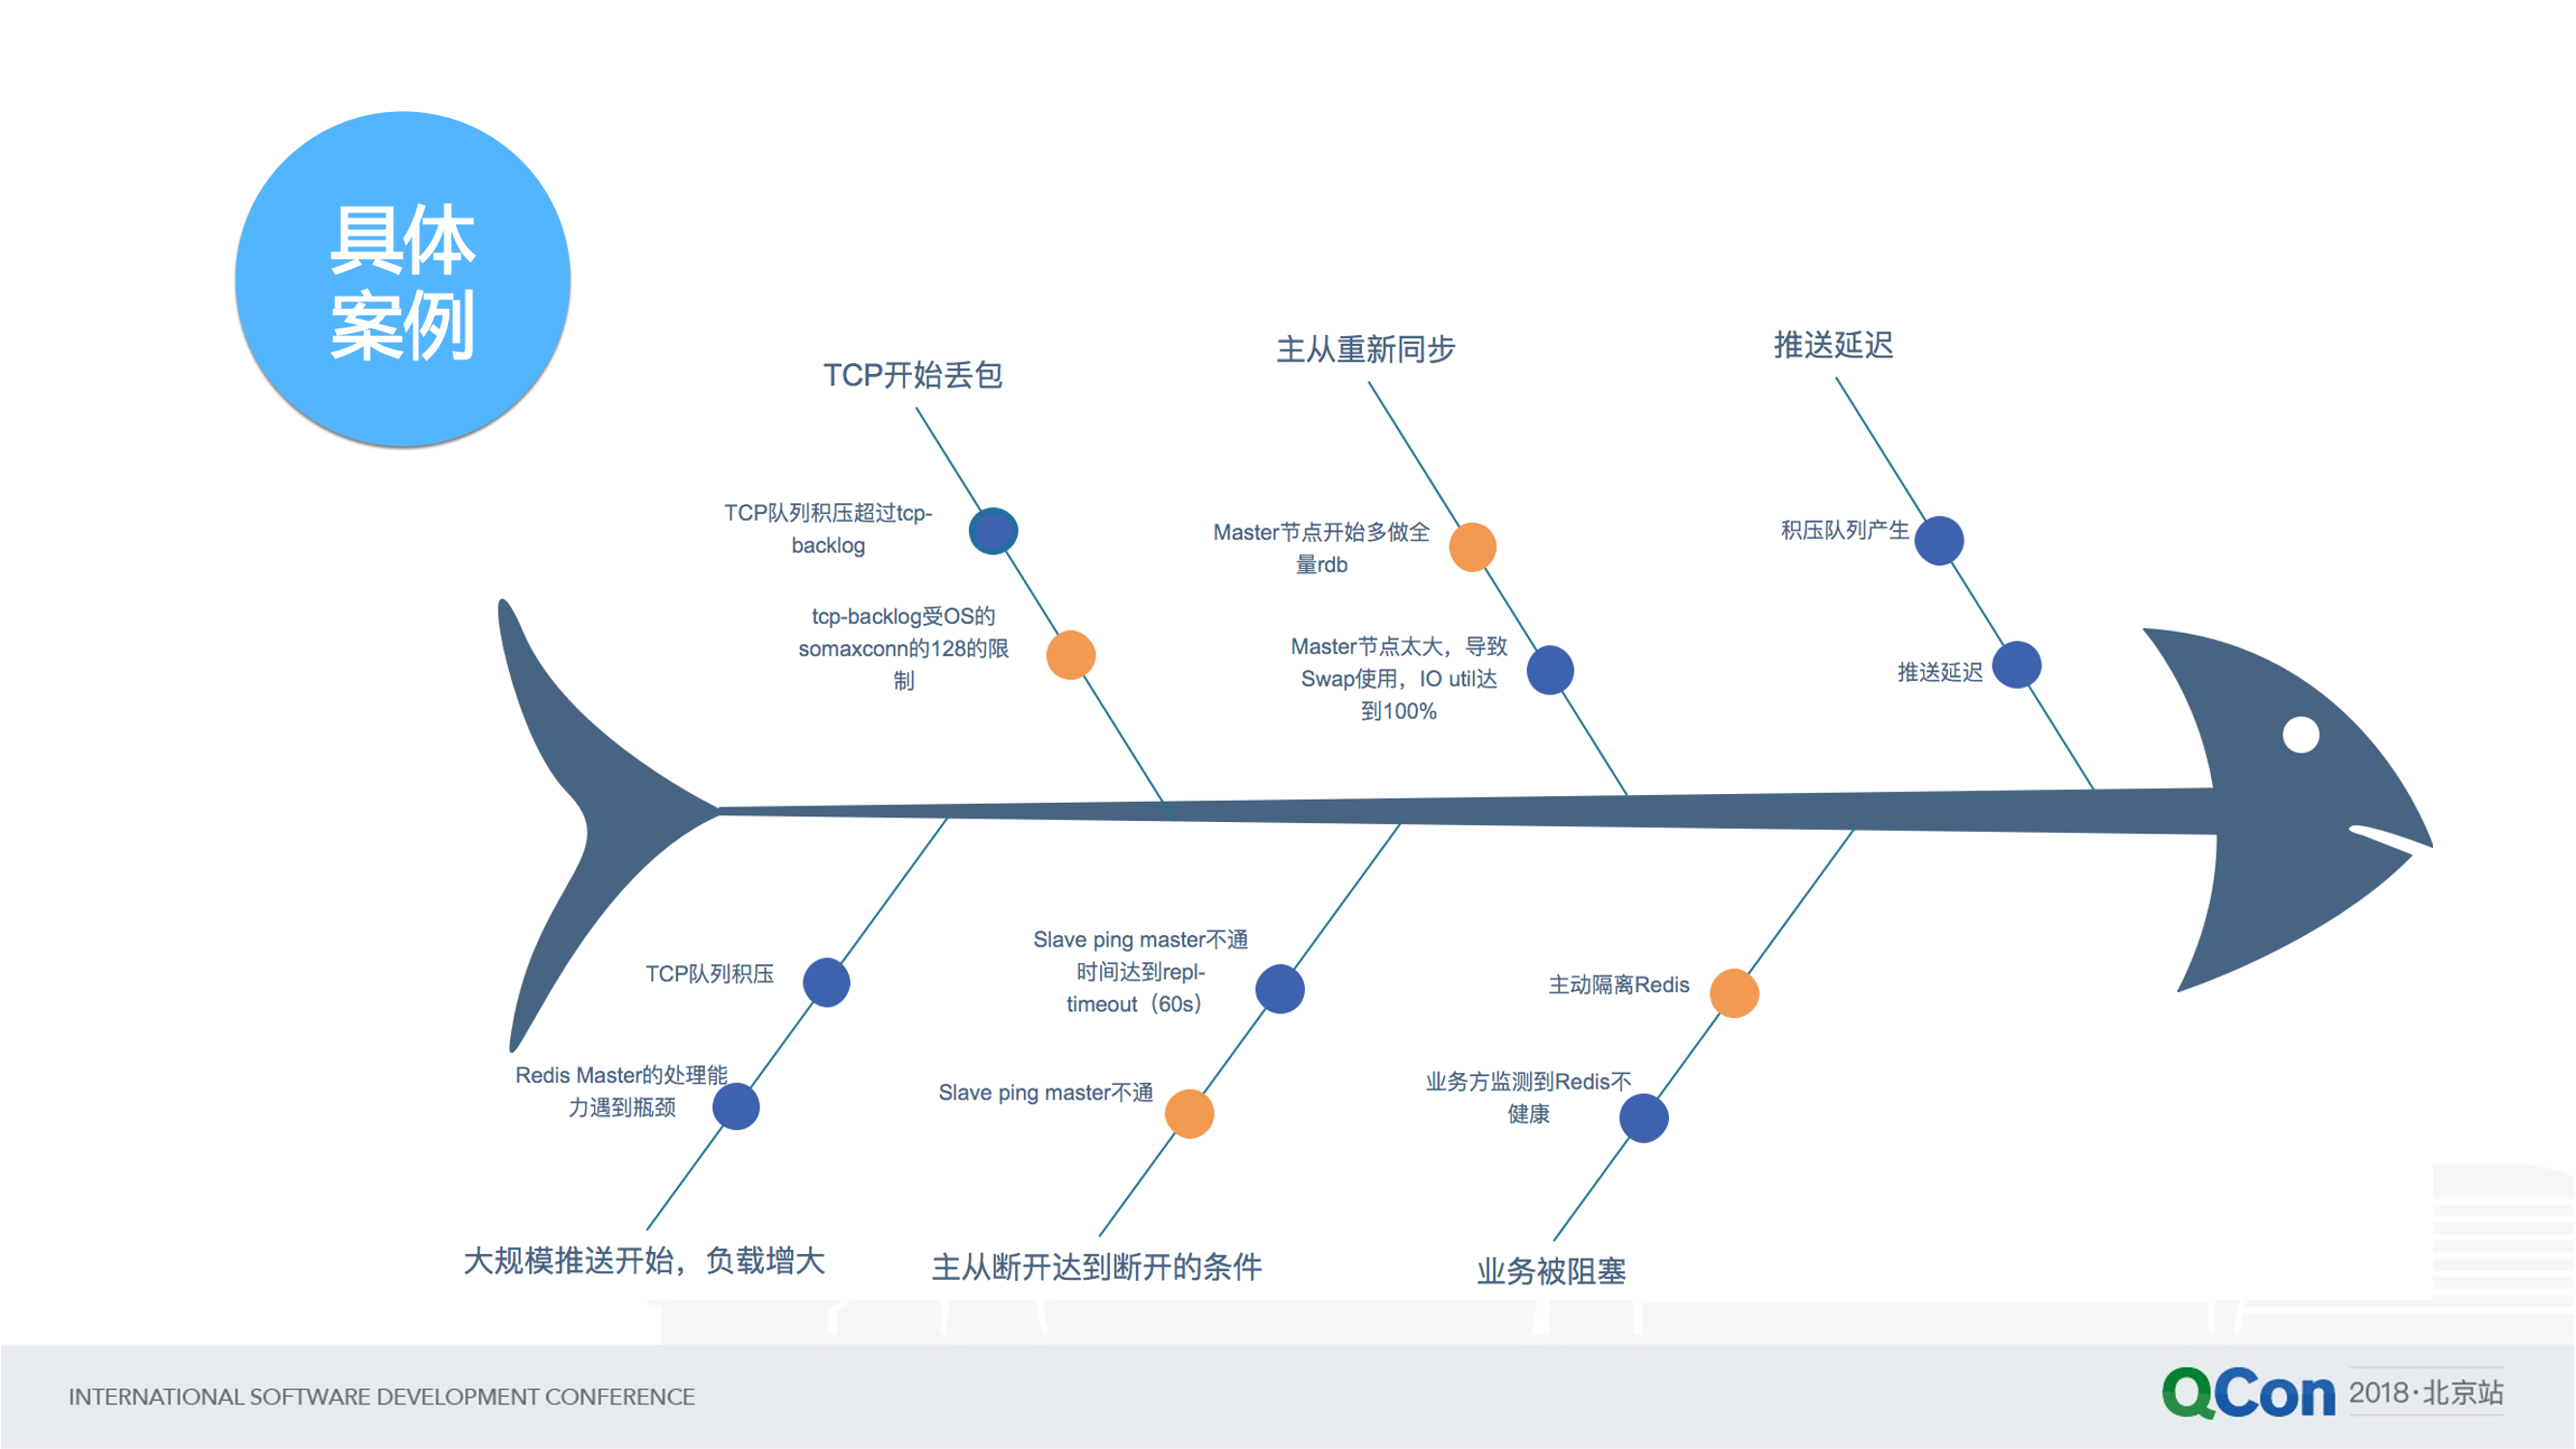 具体
案例
TCP开始丢包
主从重新同步
推送延迟
TCP队列积压超过tcp-
backlog
tcp-backlog受OS的
somaxconn的128的限
制
Master节点开始多做全
量rdb
Master节点太大，导致
Swap使用，IO util达
到100%
积压队列产生
推送延迟
TCP队列积压
Redis Master的处理能
力遇到瓶颈
Slave ping master不通
时间达到repl-
timeout（60s）
Slave ping master不通
主动隔离Redis
业务方监测到Redis不
健康
大规模推送开始，负载增大
主从断开达到断开的条件
业务被阻塞
INTERNATIONAL SOFTWARE DEVELOPMENT CONFERENCE
QCon 2018·北京站